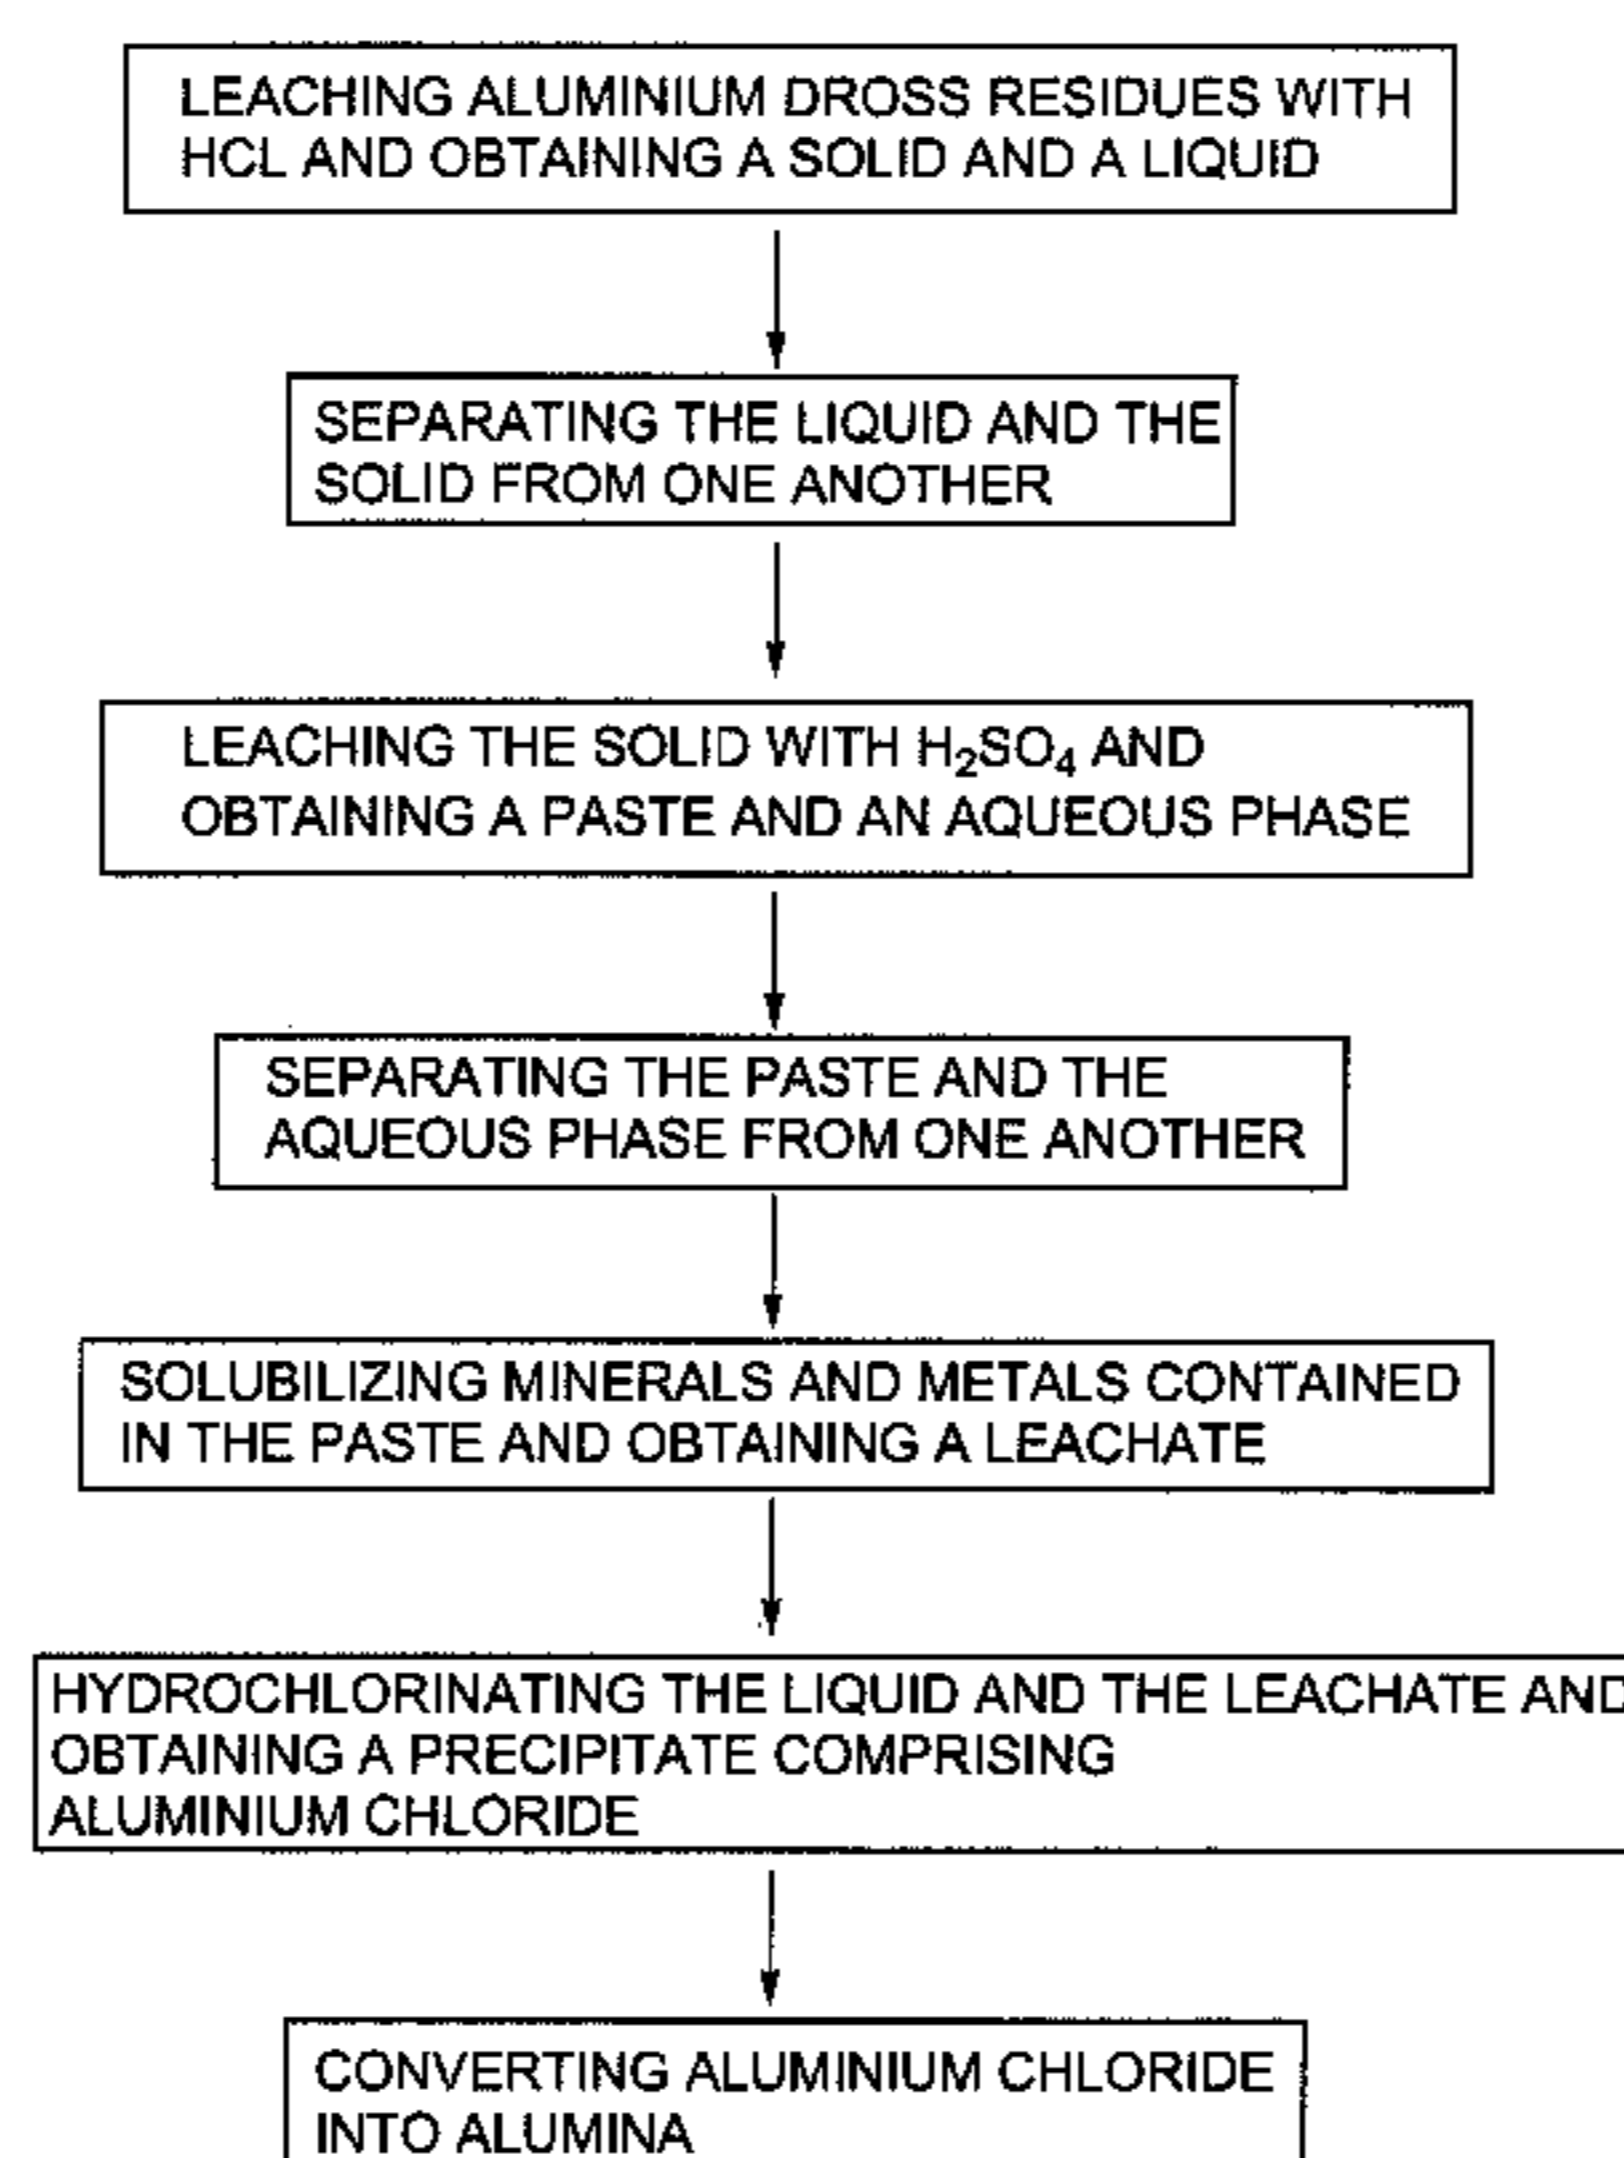 LEACHING ALUMINIUM DROSS RESIDUES WITH
HCL AND OBTAINING A SOLID AND A LIQUID
SEPARATING THE LIQUID AND THE
SOLID FROM ONE ANOTHER
LEACHING THE SOLID WITH H₂SO₄ AND
OBTAINING A PASTE AND AN AQUEOUS PHASE
SEPARATING THE PASTE AND THE
AQUEOUS PHASE FROM ONE ANOTHER
SOLUBILIZING MINERALS AND METALS CONTAINED
IN THE PASTE AND OBTAINING A LEACHATE
HYDROCHLORINATING THE LIQUID AND THE LEACHATE AND
OBTAINING A PRECIPITATE COMPRISING
ALUMINIUM CHLORIDE
CONVERTING ALUMINIUM CHLORIDE
INTO ALUMINA